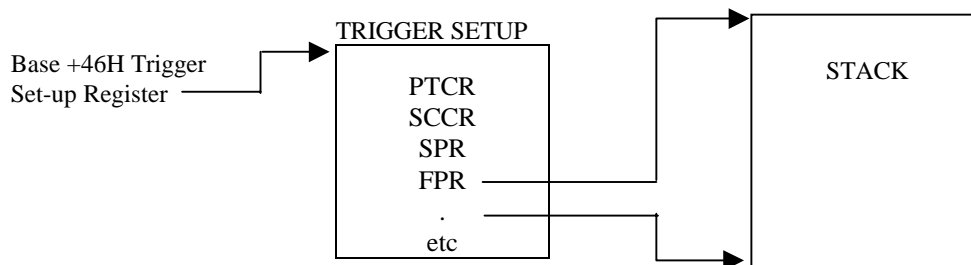 TRIGGER SETUP
Base +46H Trigger
Set-up Register
PTCR
SCCR
SPR
FPR
.
etc
STACK